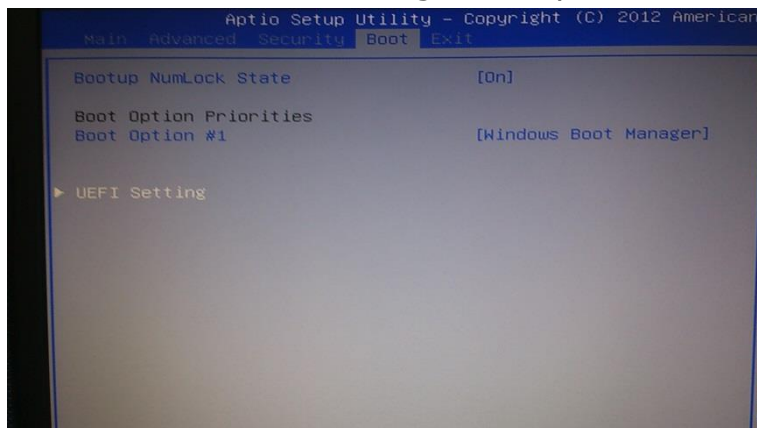 Aptio Setup Utility – Copyright (C) 2012 American
Main Advanced Security Boot Exit
Bootup NumLock State [On]
Boot Option Priorities
Boot Option #1 [Windows Boot Manager]
▶ UEFI Setting